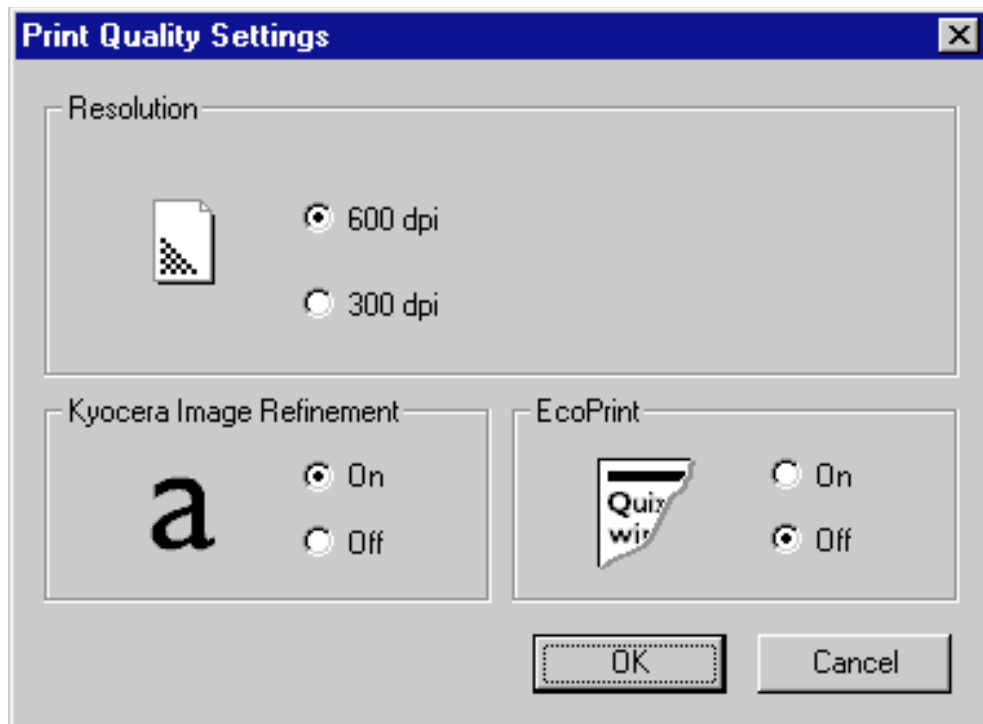 Print Quality Settings
Resolution
600 dpi
300 dpi
Kyocera Image Refinement
a
On
Off
EcoPrint
On
Off
OK
Cancel